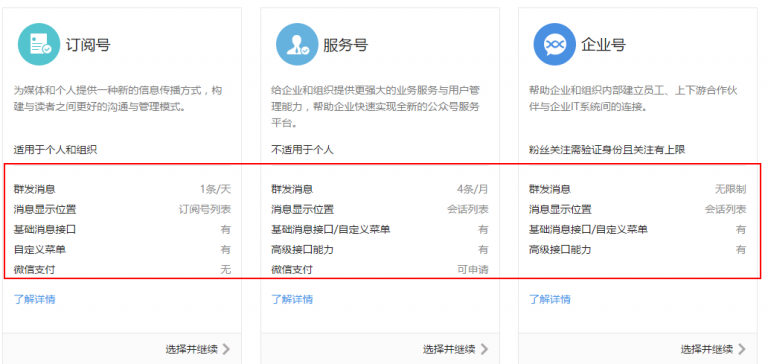 订阅号
为媒体和个人提供一种新的信息传播方式，构
建与读者之间更好的沟通与管理模式。
适用于个人和组织
群发消息 1条/天
消息显示位置 订阅号列表
基础消息接口 有
自定义菜单 有
微信支付 无
了解详情
选择并继续
服务号
给企业和组织提供更强大的业务服务与用户管
理能力，帮助企业快速实现全新的公众号服务
平台。
不适用于个人
群发消息 4条/月
消息显示位置 会话列表
基础消息接口/自定义菜单 有
高级接口能力 有
微信支付 可申请
了解详情
选择并继续
企业号
帮助企业和组织内部建立员工、上下游合作伙
伴与企业IT系统间的连接。
粉丝关注需验证身份且关注有上限
群发消息 无限制
消息显示位置 会话列表
基础消息接口/自定义菜单 有
高级接口能力 有
了解详情
选择并继续